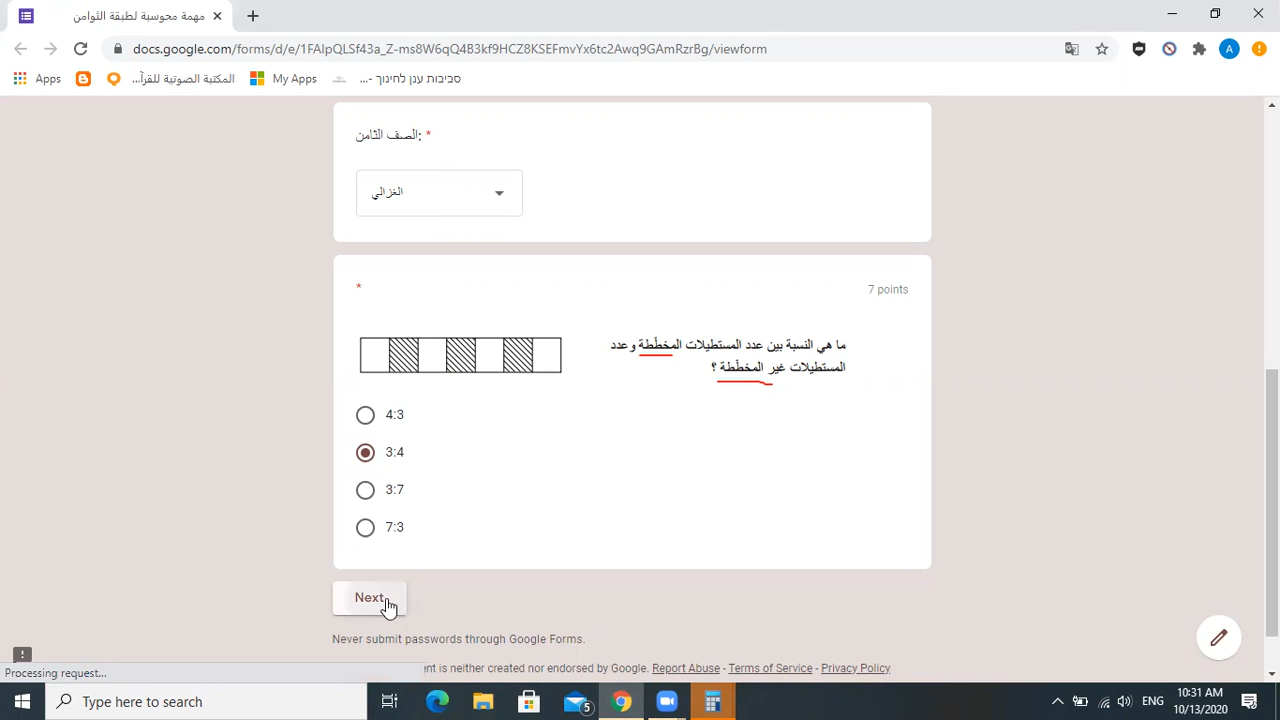 مهمة محوسبة لطبقة الثوامن
docs.google.com/forms/d/e/1FAIpQLSf43a_Z-ms8W6qQ4B3kf9HCZ8KSEFmvYx6tc2Awq9GAmRzrBg/viewform
A
Apps
المكتبة الصوتية للقرآ...
My Apps
סביבות ענן לחינוך -...
الصف الثامن: *
الغزالي
*
7 points
ما هي النسبة بين عدد المستطيلات المخطّطة وعدد
المستطيلات غير المخطّطة ؟
4:3
3:4
3:7
7:3
Next
Never submit passwords through Google Forms.
Processing request...
ent is neither created nor endorsed by Google. Report Abuse - Terms of Service - Privacy Policy
Type here to search
5
ENG
10:31 AM
10/13/2020